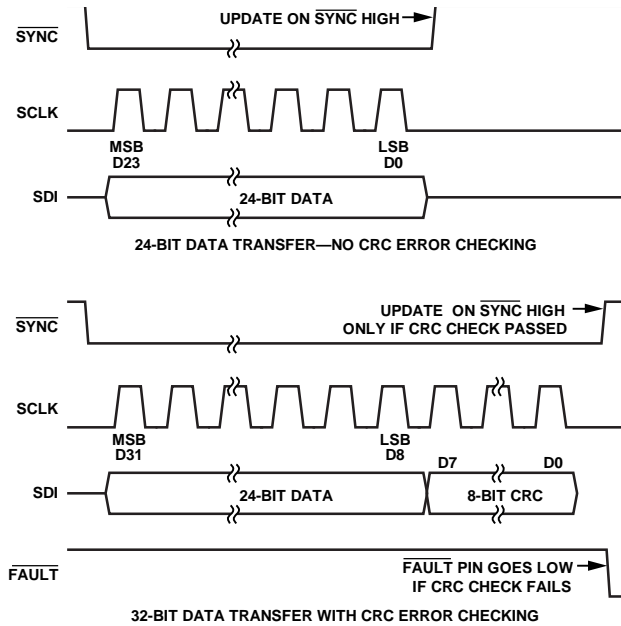 UPDATE ON SYNC HIGH
SYNC
SCLK
MSB
D23
LSB
D0
SDI
24-BIT DATA
24-BIT DATA TRANSFER—NO CRC ERROR CHECKING
SYNC
UPDATE ON SYNC HIGH
ONLY IF CRC CHECK PASSED
SCLK
MSB
D31
LSB
D8
D7
D0
SDI
24-BIT DATA
8-BIT CRC
FAULT
FAULT PIN GOES LOW
IF CRC CHECK FAILS
32-BIT DATA TRANSFER WITH CRC ERROR CHECKING